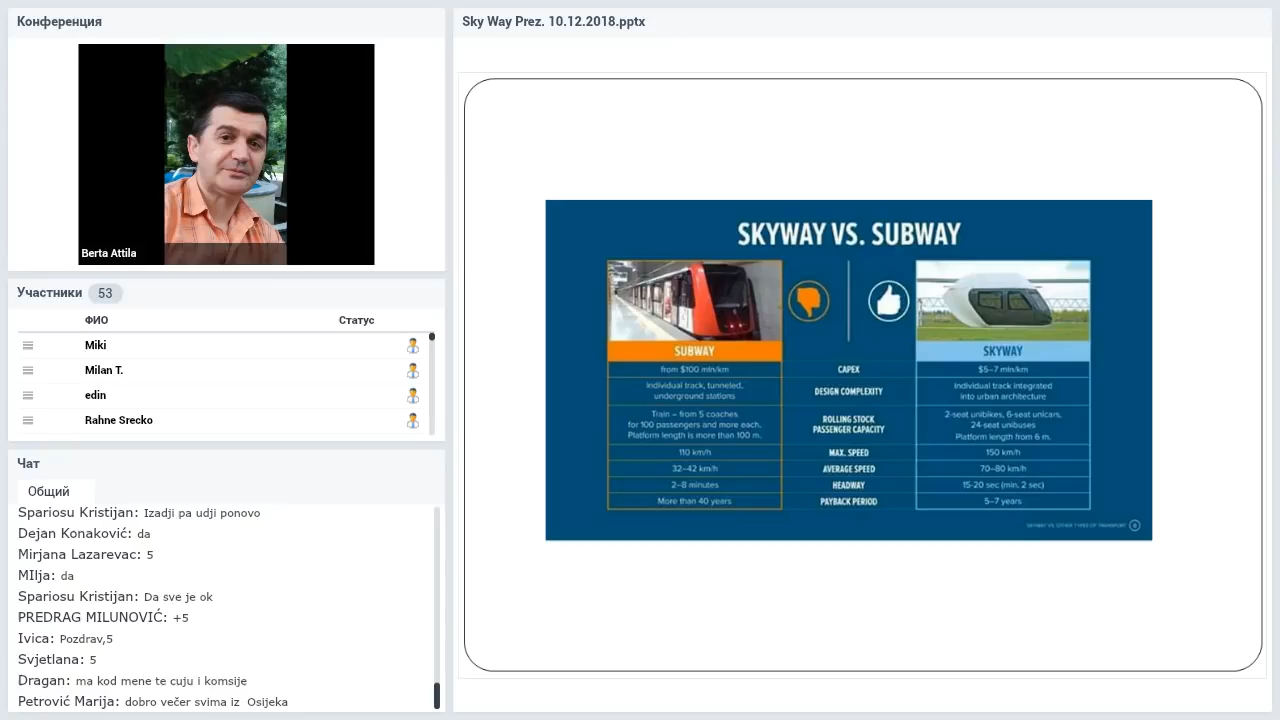 Конференция
Berta Attila
Участники 53
ФИО Статус
Miki
Milan T.
edin
Rahne Srecko
Чат
Общий
Spariosu Kristijan: Izadji pa udji ponovo
Dejan Konaković: da
Mirjana Lazarevac: 5
MIlja: da
Spariosu Kristijan: Da sve je ok
PREDRAG MILUNOVIĆ: +5
Ivica: Pozdrav,5
Svjetlana: 5
Dragan: ma kod mene te cuju i komsije
Petrović Marija: dobro večer svima iz Osijeka
Sky Way Prez. 10.12.2018.pptx
SKYWAY VS. SUBWAY
SUBWAY SKYWAY
from $100 mln/km CAPEX $5–7 mln/km
Individual track, tunneled,
underground stations
DESIGN COMPLEXITY
Individual track integrated
into urban architecture
Train – from 5 coaches
for 100 passengers and more each.
Platform length is more than 100 m.
ROLLING STOCK
PASSENGER CAPACITY
2-seat unibikes, 6-seat unicars,
24-seat unibuses
Platform length from 6 m.
110 km/h MAX. SPEED 150 km/h
32–42 km/h AVERAGE SPEED 70–80 km/h
2–8 minutes HEADWAY 15-20 sec (min. 2 sec)
More than 40 years PAYBACK PERIOD 5–7 years
SKYWAY VS. OTHER TYPES OF TRANSPORT